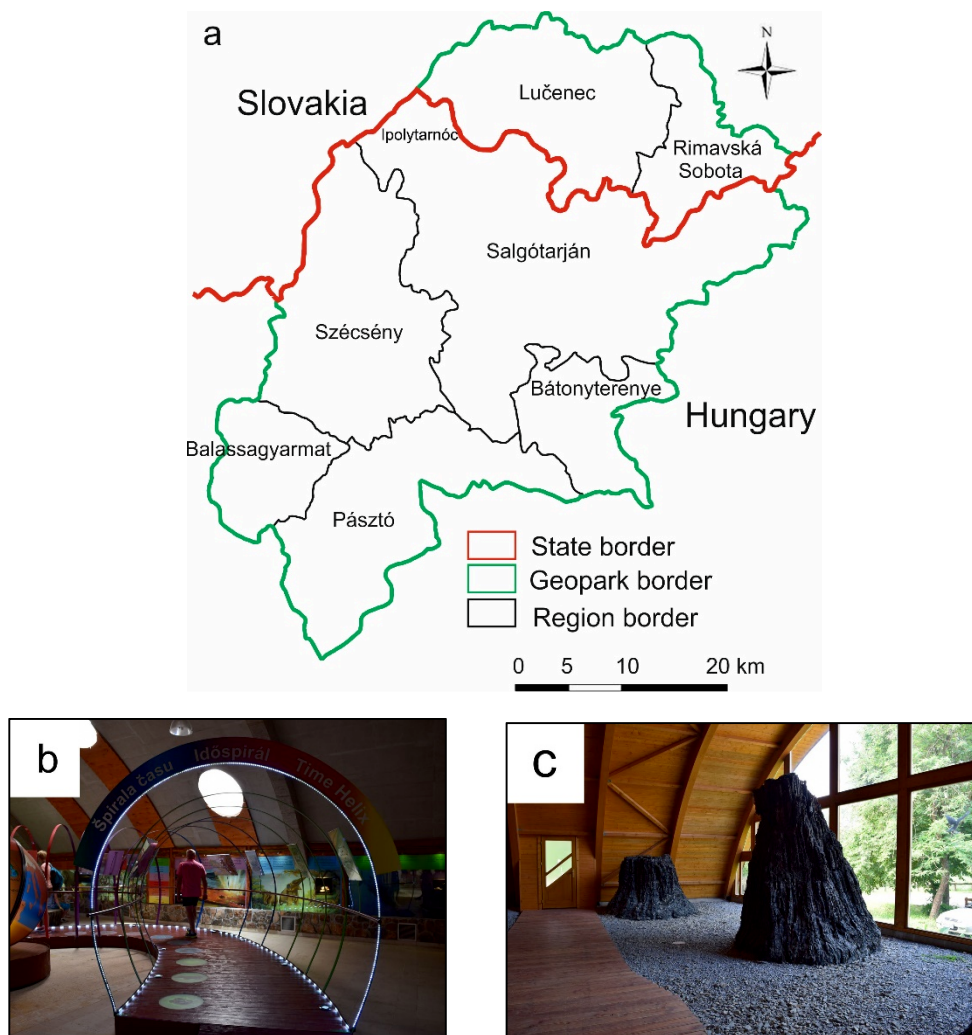 a
N
Slovakia
Lučenec
Ipolytarnóc
Rimavská
Sobota
Salgótarján
Szécsény
Bátonyterenye
Hungary
Balassagyarmat
Pásztó
State border
Geopark border
Region border
0 5 10 20 km
b
Špirala času Időspirál Time Helix
c